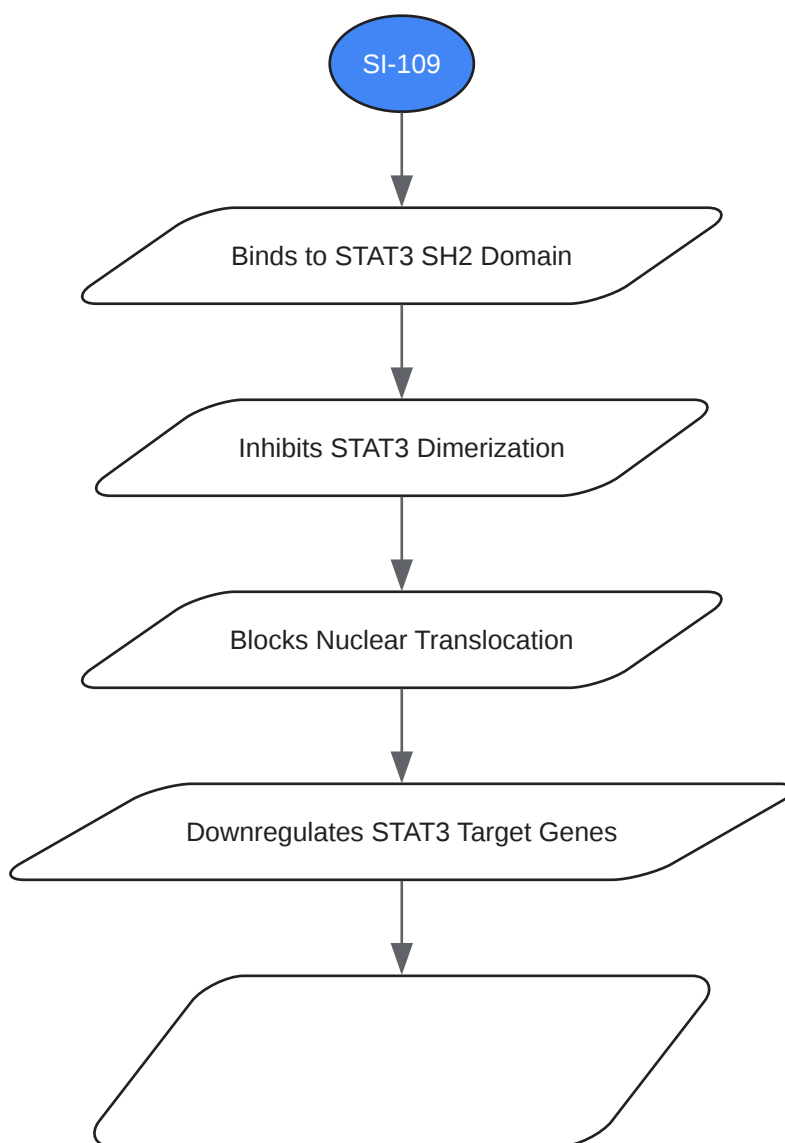 SI-109
Binds to STAT3 SH2 Domain
Inhibits STAT3 Dimerization
Blocks Nuclear Translocation
Downregulates STAT3 Target Genes